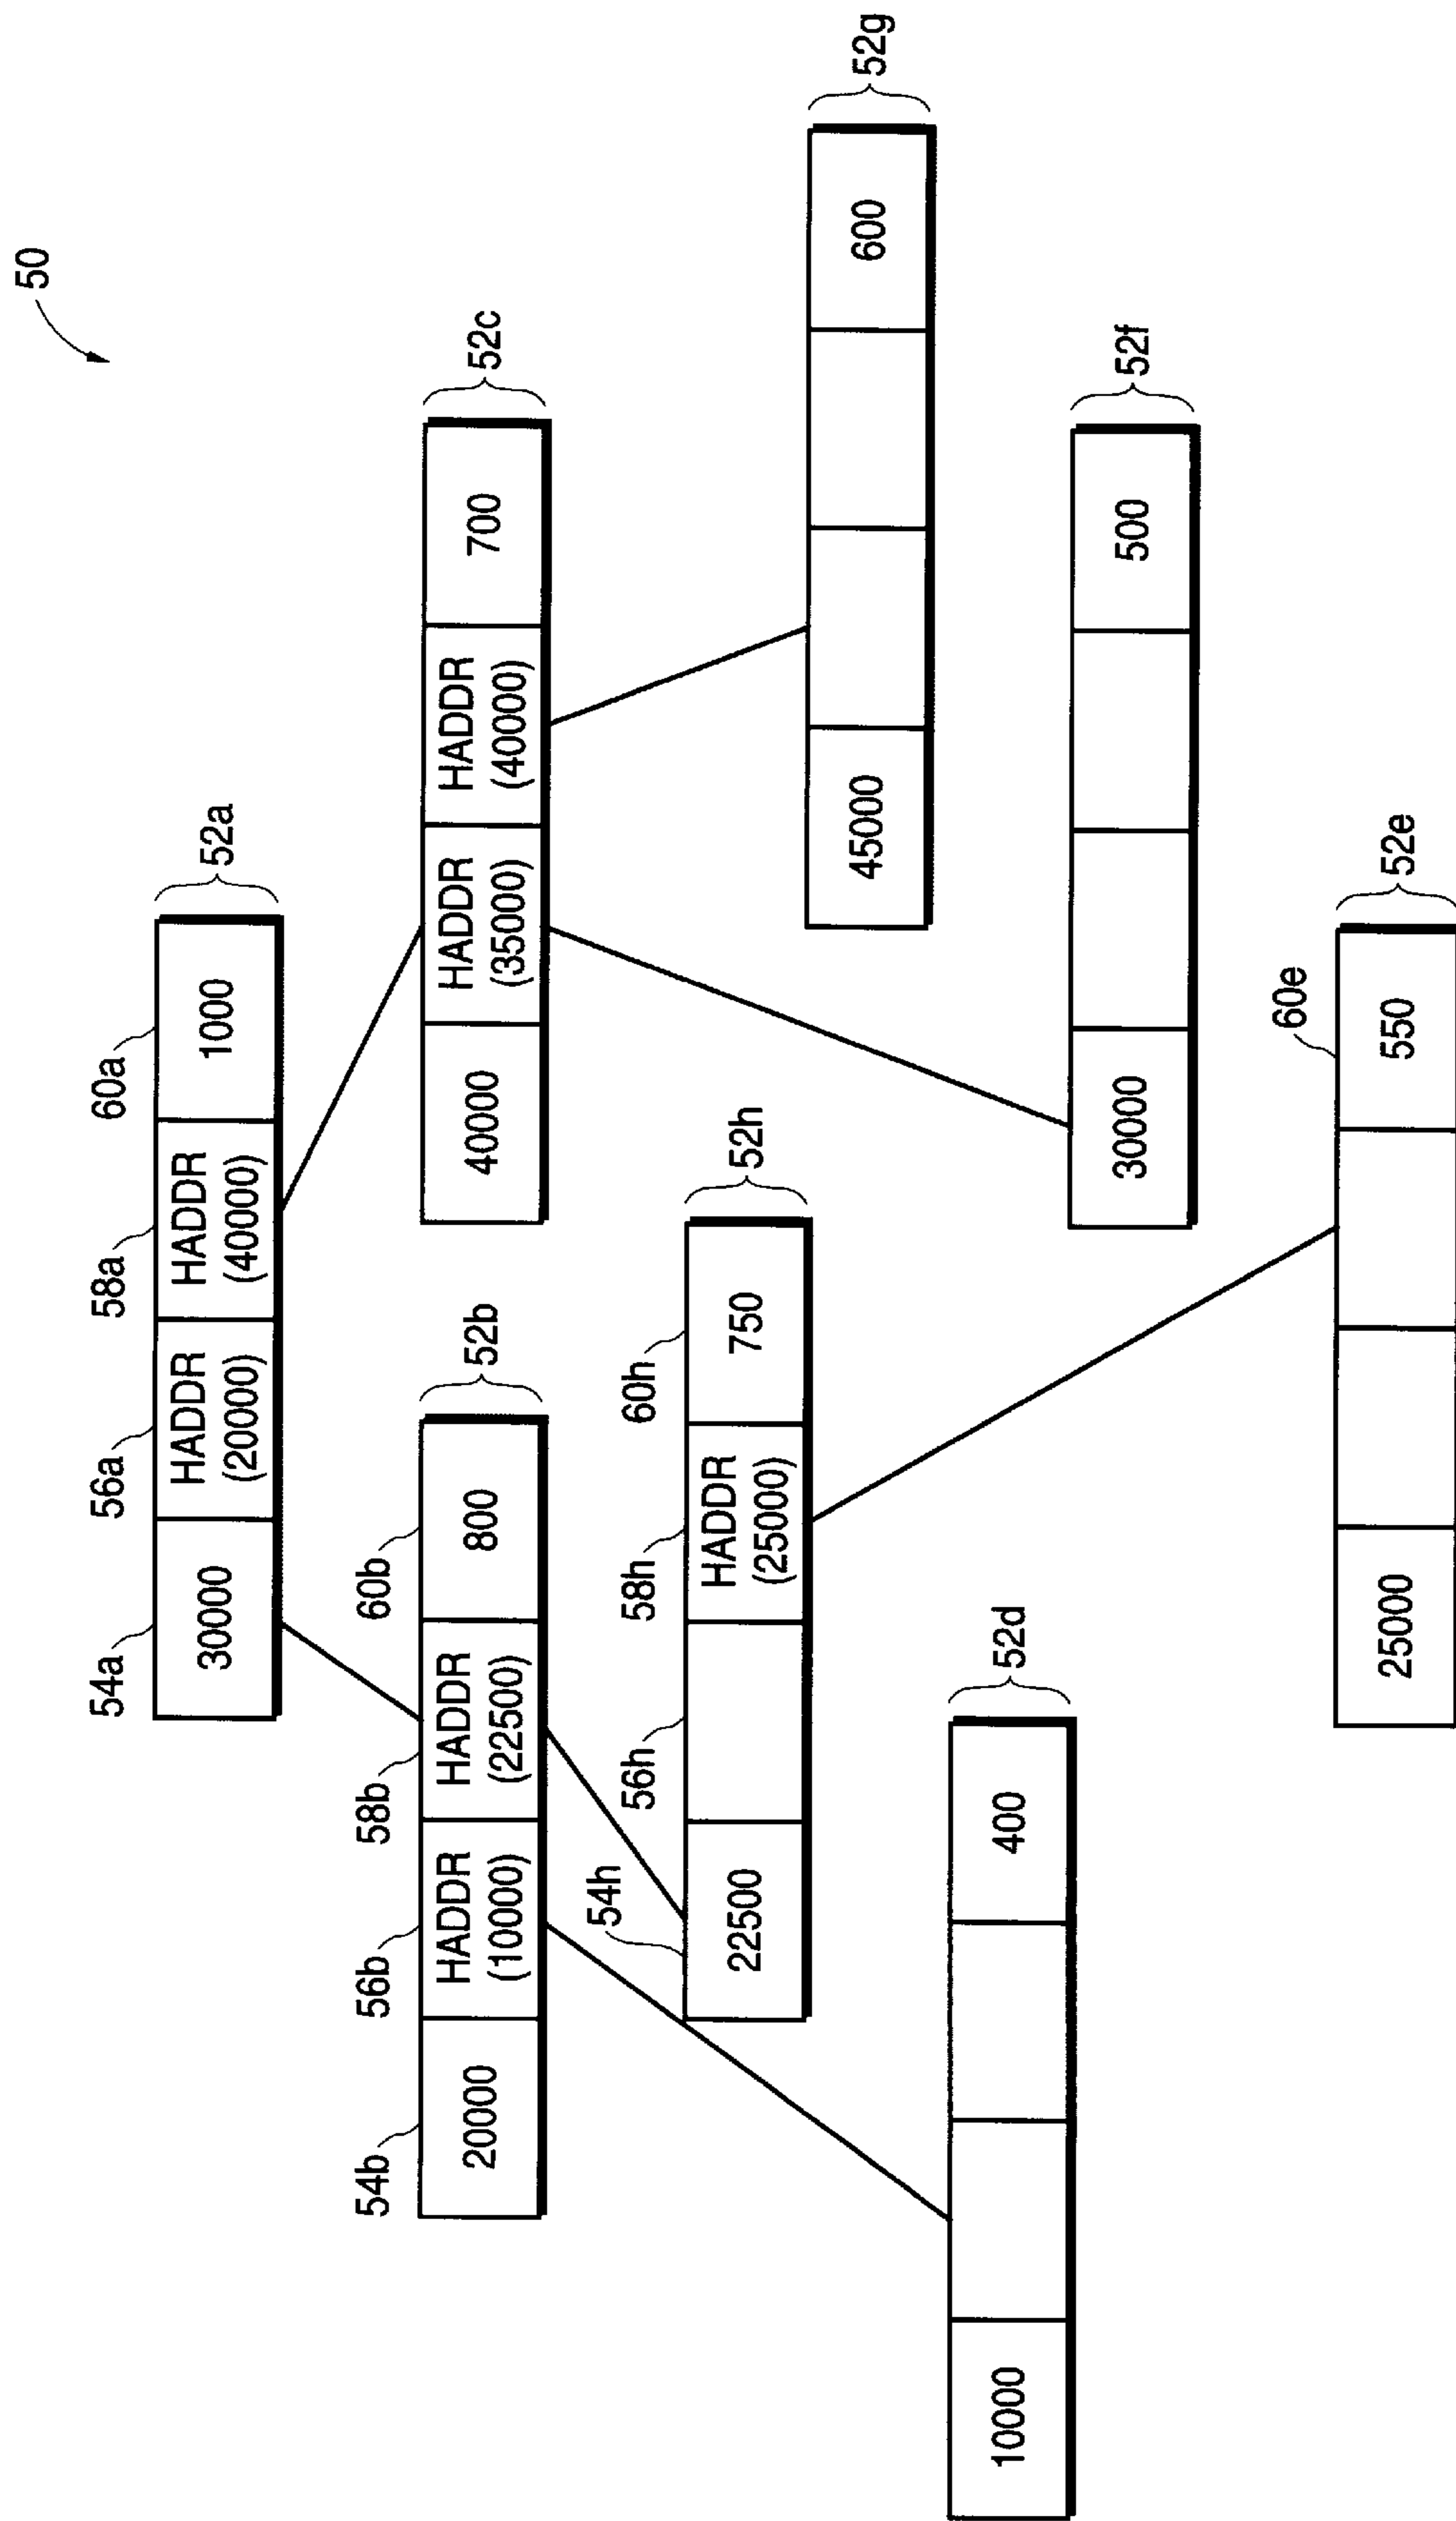 50
54a 56a 58a 60a
30000 HADDR (20000) HADDR (40000) 1000 52a
54b 56b 58b 60b
20000 HADDR (10000) HADDR (22500) 800 52b
40000 HADDR (35000) HADDR (40000) 700 52c
54h 56h 58h 60h
22500 HADDR (25000) 750 52h
45000 600 52g
10000 400 52d
30000 500 52f
60e
25000 550 52e